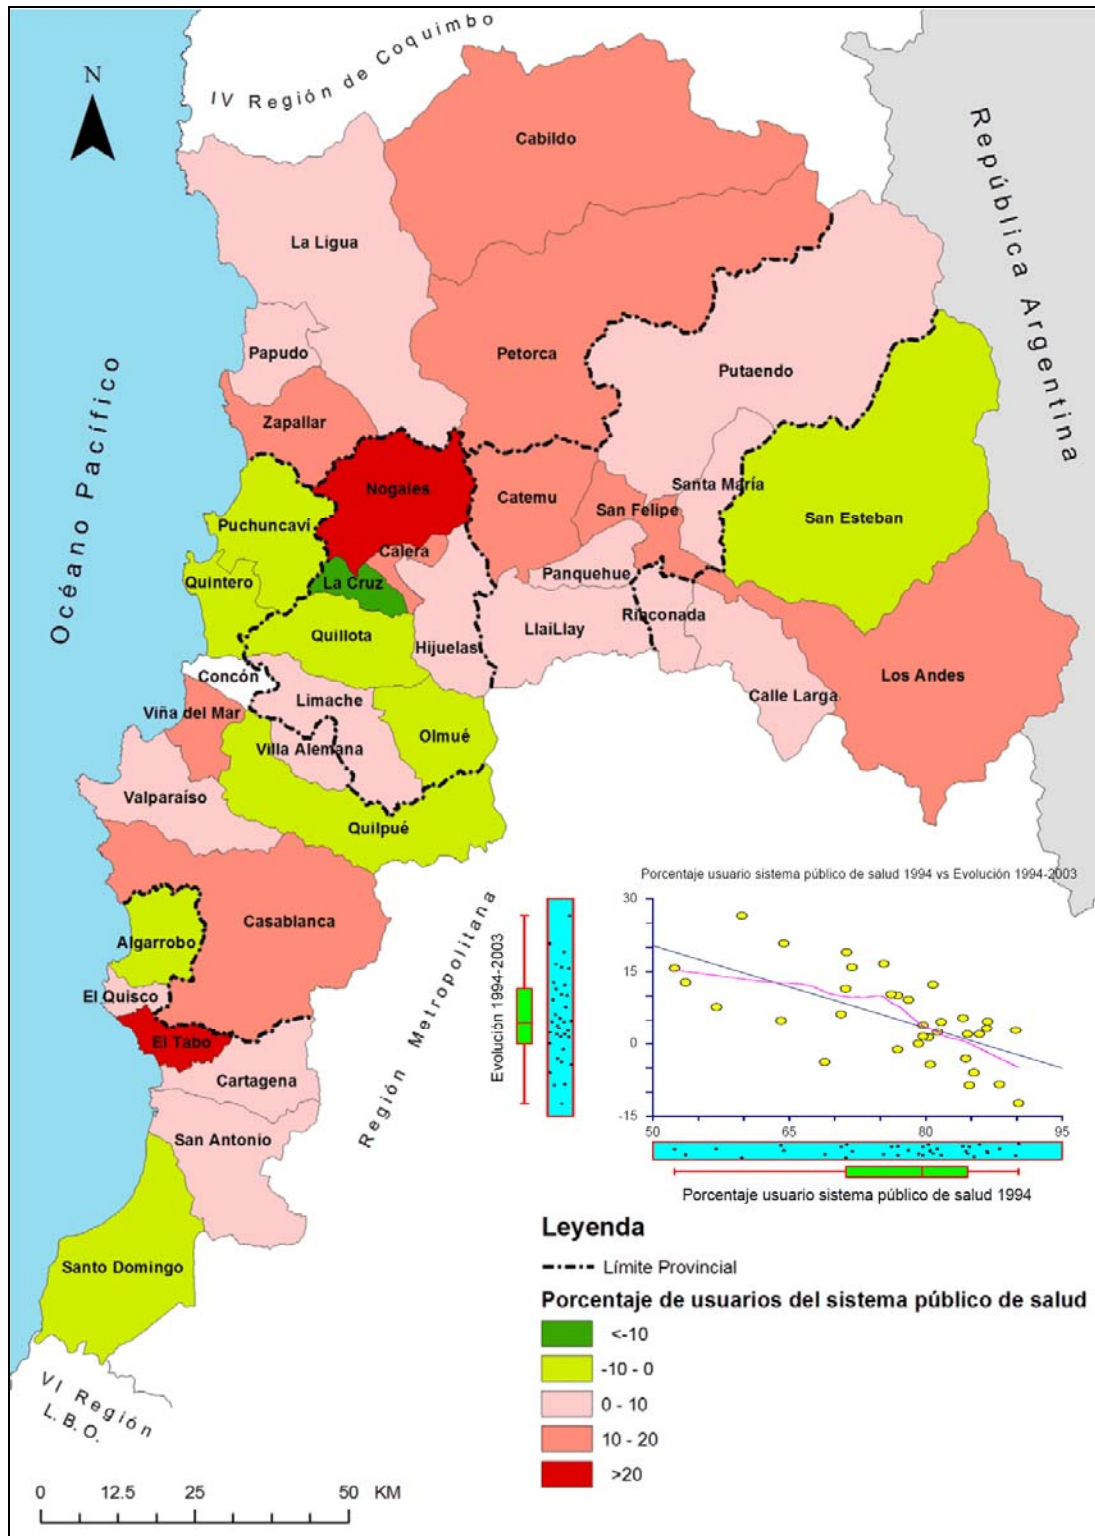 IV Región de Coquimbo
N
República Argentina
Océano Pacífico
Cabildo
La Ligua
Papudo
Petorca
Putaendo
Zapallar
Nogales
Catemu
Santa María
San Felipe
San Esteban
Puchuncaví
Calera
Quintero
La Cruz
Panquehue
Rinconada
Quillota
Hijuelas
LlaiLlay
Concón
Limache
Calle Larga
Los Andes
Viña del Mar
Villa Alemana
Olmué
Valparaíso
Quilpué
Casablanca
Algarrobo
El Quisco
El Tabo
Cartagena
San Antonio
Santo Domingo
Región Metropolitana
VI Región
L. B. O.
Porcentaje usuario sistema público de salud 1994 vs Evolución 1994-2003
Evolución 1994-2003
30
15
0
-15
50 65 80 95
Porcentaje usuario sistema público de salud 1994
Leyenda
Límite Provincial
Porcentaje de usuarios del sistema público de salud
<-10
-10 - 0
0 - 10
10 - 20
>20
0 12.5 25 50 KM